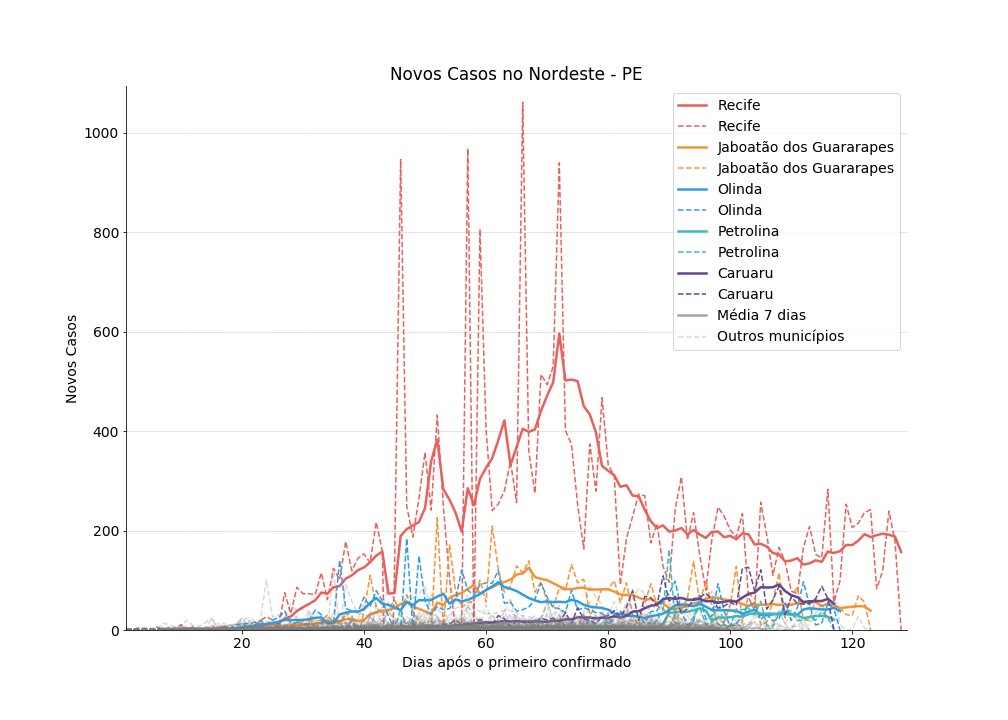 Novos Casos no Nordeste - PE
Recife
Recife
Jaboatão dos Guararapes
Jaboatão dos Guararapes
Olinda
Olinda
Petrolina
Petrolina
Caruaru
Caruaru
Média 7 dias
Outros municípios
Novos Casos
1000
800
600
400
200
0
20
40
60
80
100
120
Dias após o primeiro confirmado